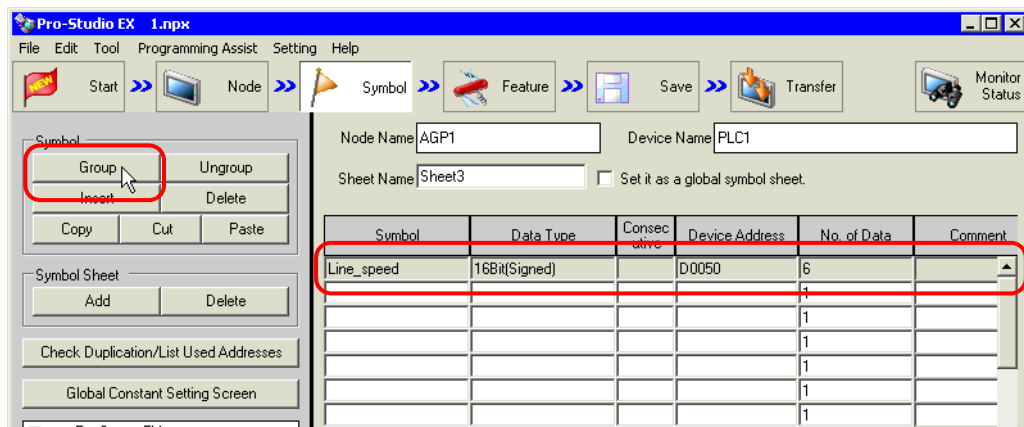 Pro-Studio EX 1.npx
File Edit Tool Programming Assist Setting Help
Start Node Symbol Feature Save Transfer Monitor Status
Symbol
Group Ungroup
Insert Delete
Copy Cut Paste
Symbol Sheet
Add Delete
Check Duplication/List Used Addresses
Global Constant Setting Screen
Node Name AGP1 Device Name PLC1
Sheet Name Sheet3 Set it as a global symbol sheet.
Symbol Data Type Consecutive Device Address No. of Data Comment
Line_speed 16Bit(Signed) D0050 6
1
1
1
1
1
1